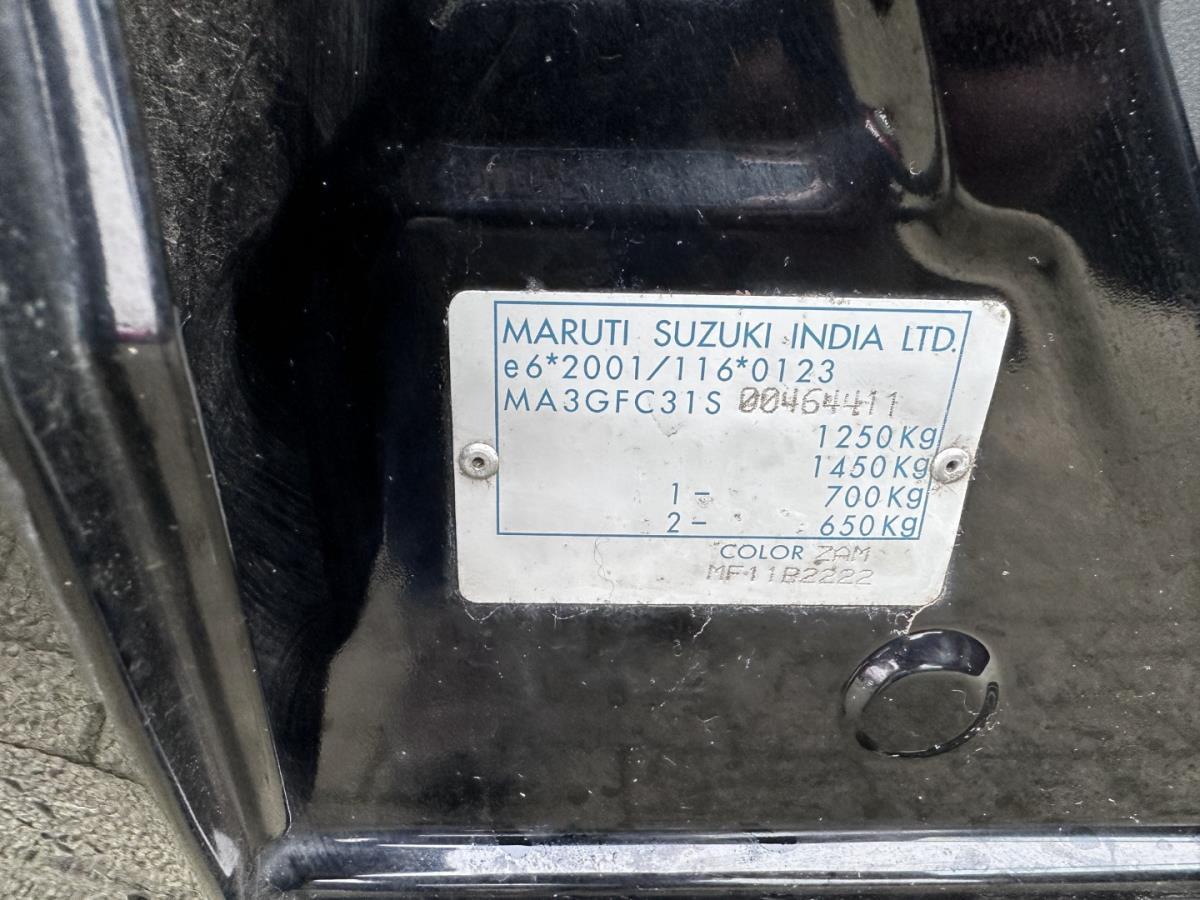 MARUTI SUZUKI INDIA LTD.
e6*2001/116*0123
MA3GFC31S 00464411
1250Kg
1450Kg
1 - 700Kg
2 - 650Kg
COLOR ZAM
MF11B2222